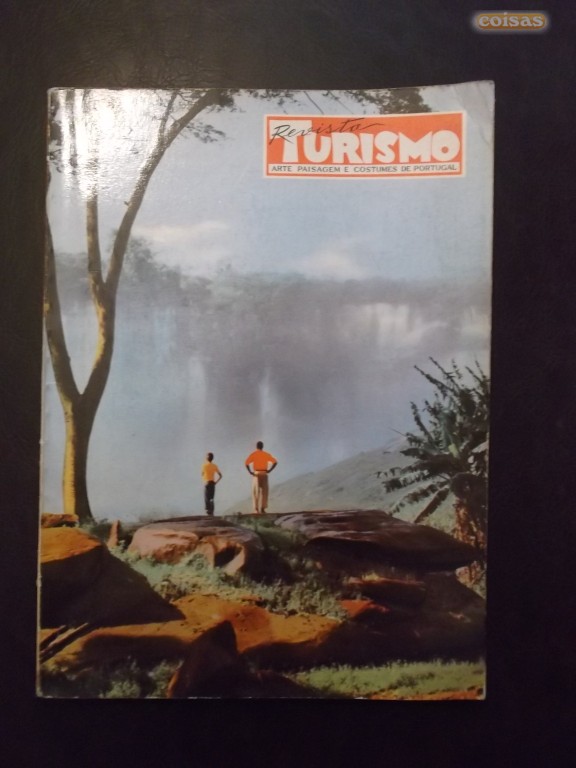 coisas
Revista
TURISMO
ARTE PAISAGEM E COSTUMES DE PORTUGAL